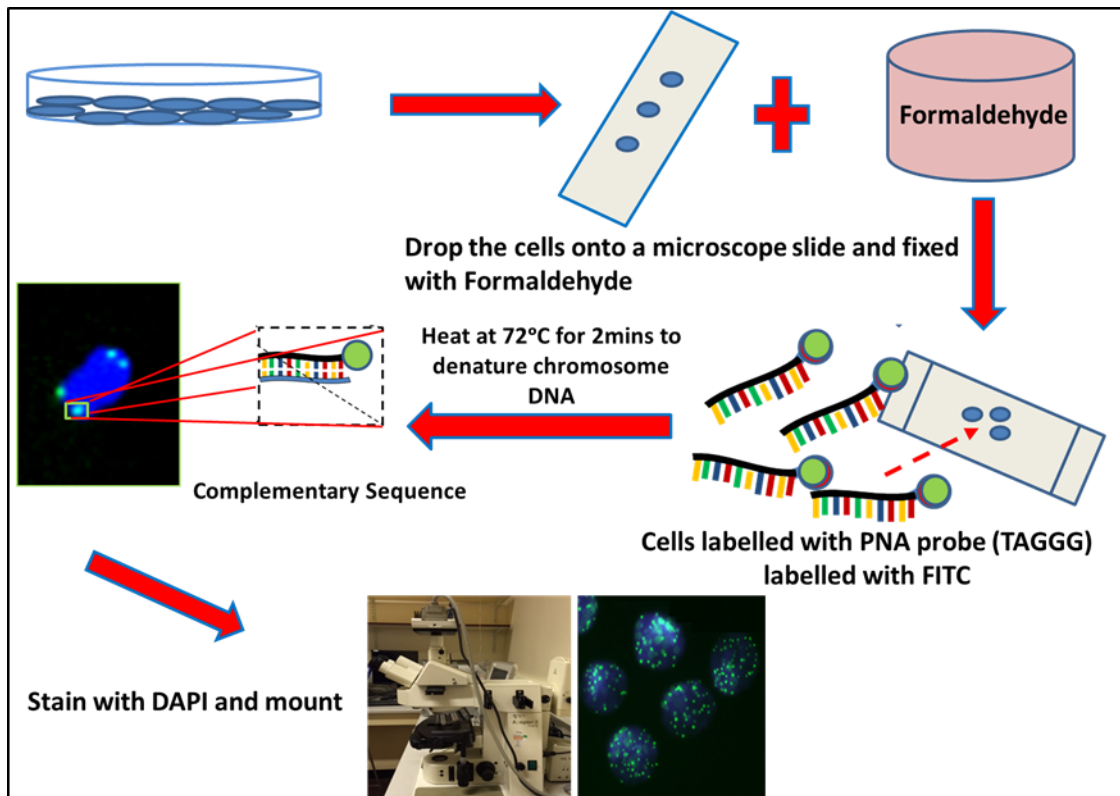 Formaldehyde
Drop the cells onto a microscope slide and fixed
with Formaldehyde
Heat at 72°C for 2mins to
denature chromosome
DNA
Complementary Sequence
Cells labelled with PNA probe (TAGGG)
labelled with FITC
Stain with DAPI and mount